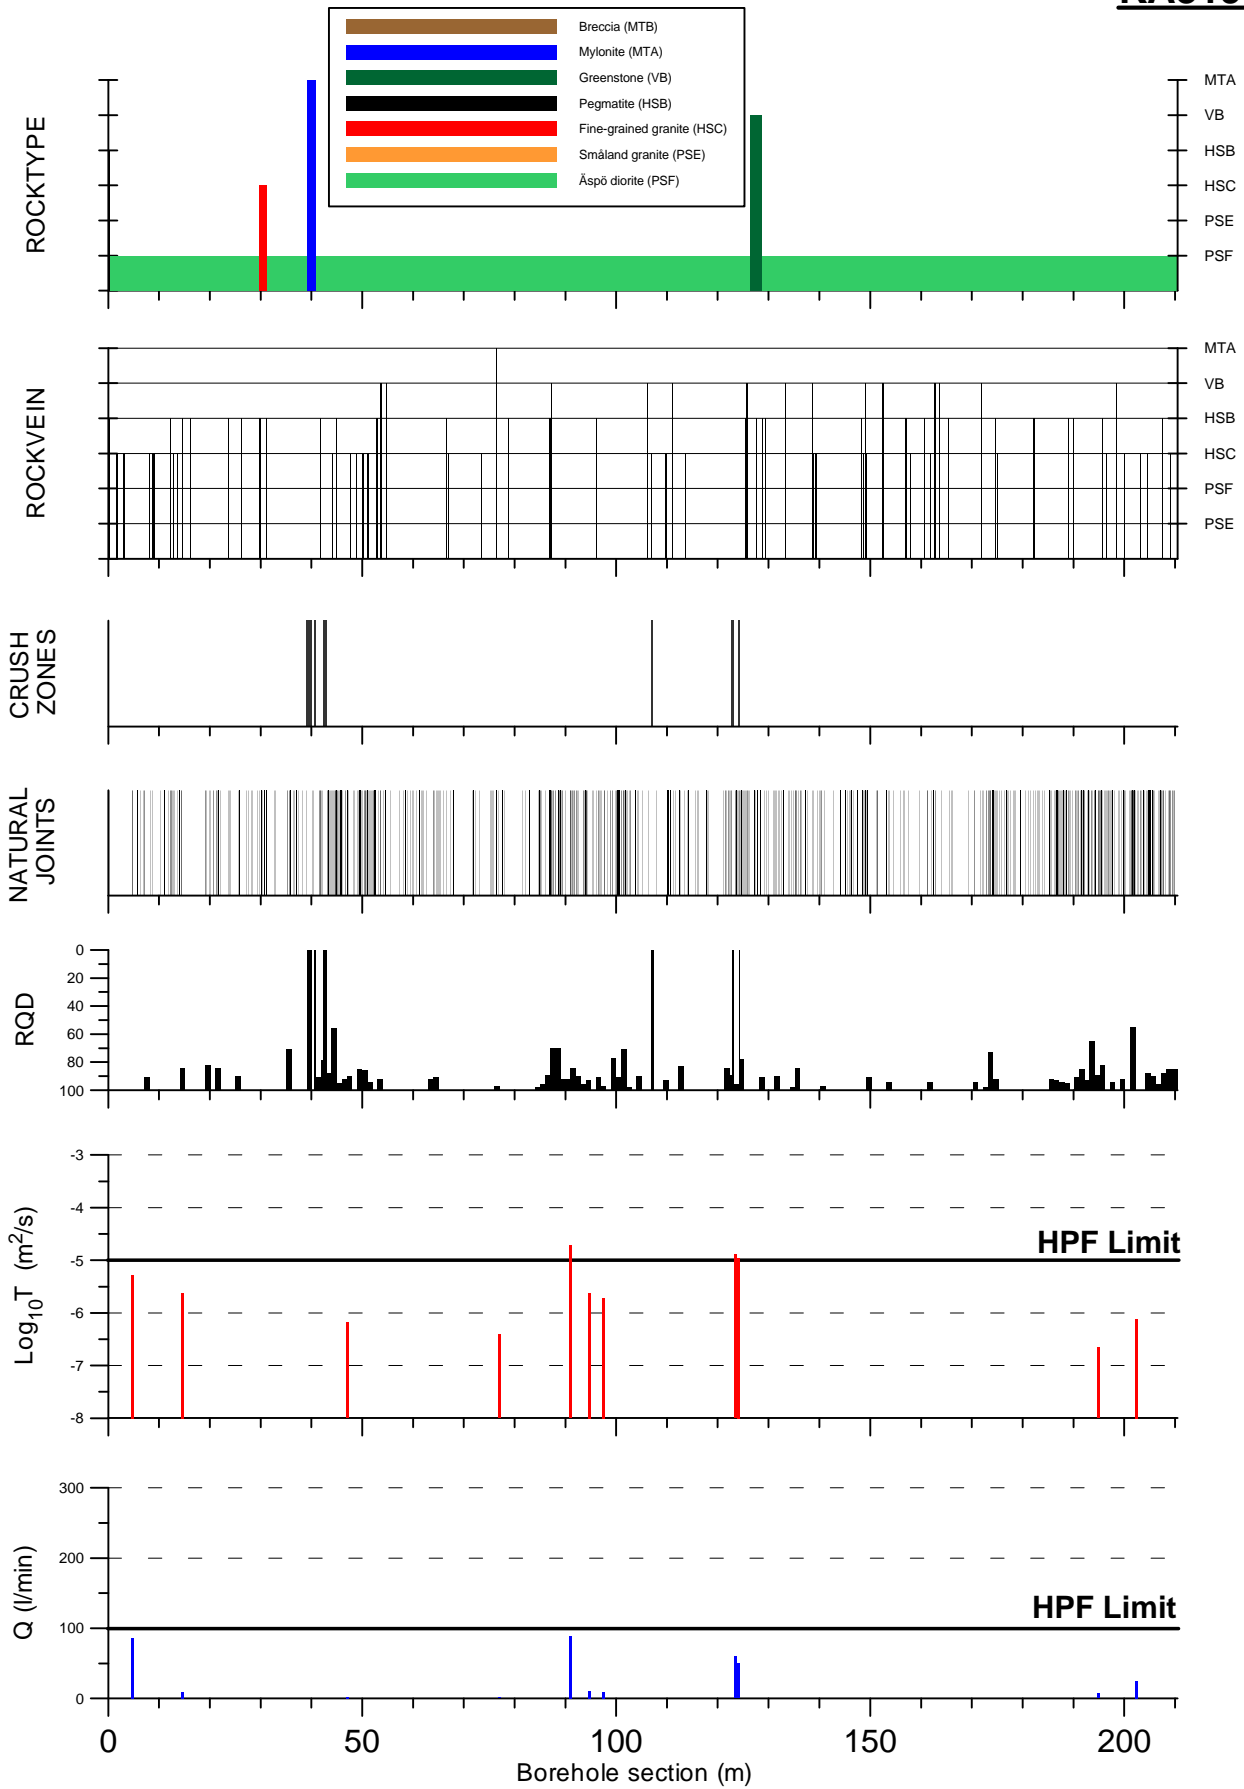 Breccia (MTB)
Mylonite (MTA)
Greenstone (VB)
Pegmatite (HSB)
Fine-grained granite (HSC)
Småland granite (PSE)
Äspö diorite (PSF)
ROCKTYPE
MTA
VB
HSB
HSC
PSE
PSF
ROCKVEIN
MTA
VB
HSB
HSC
PSF
PSE
CRUSH
ZONES
NATURAL
JOINTS
RQD
0
20
40
60
80
100
Log10T (m²/s)
-3
-4
-5
-6
-7
-8
HPF Limit
Q (l/min)
300
200
100
0
HPF Limit
0 50 100 150 200
Borehole section (m)